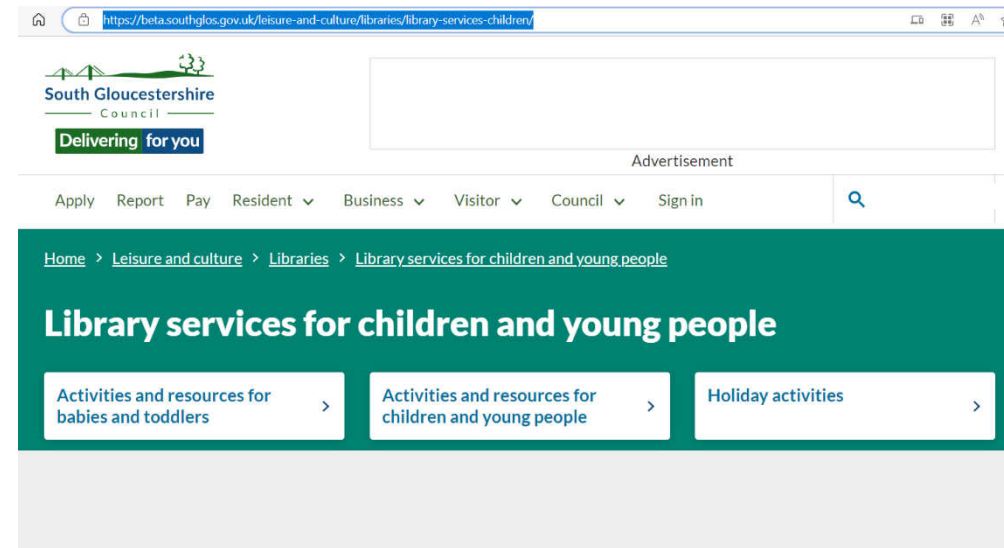 https://beta.southglos.gov.uk/leisure-and-culture/libraries/library-services-children/
South Gloucestershire
Council
Delivering for you
Advertisement
Apply Report Pay Resident Business Visitor Council Sign in
Home > Leisure and culture > Libraries > Library services for children and young people
Library services for children and young people
Activities and resources for
babies and toddlers
Activities and resources for
children and young people
Holiday activities